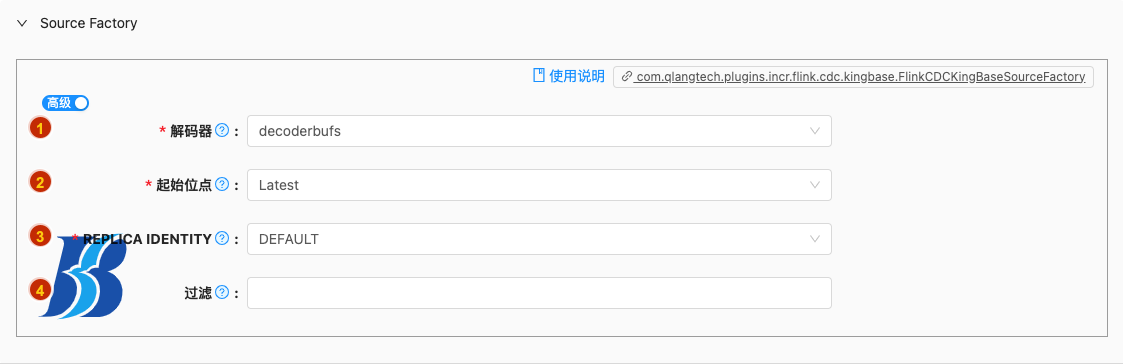 Source Factory
使用说明 com.qlangtech.plugins.incr.flink.cdc.kingbase.FlinkCDCKingBaseSourceFactory
高级
1 * 解码器 ? : decoderbufs
2 * 起始位点 ? : Latest
3 * REPLICA IDENTITY ? : DEFAULT
4 过滤 ? :